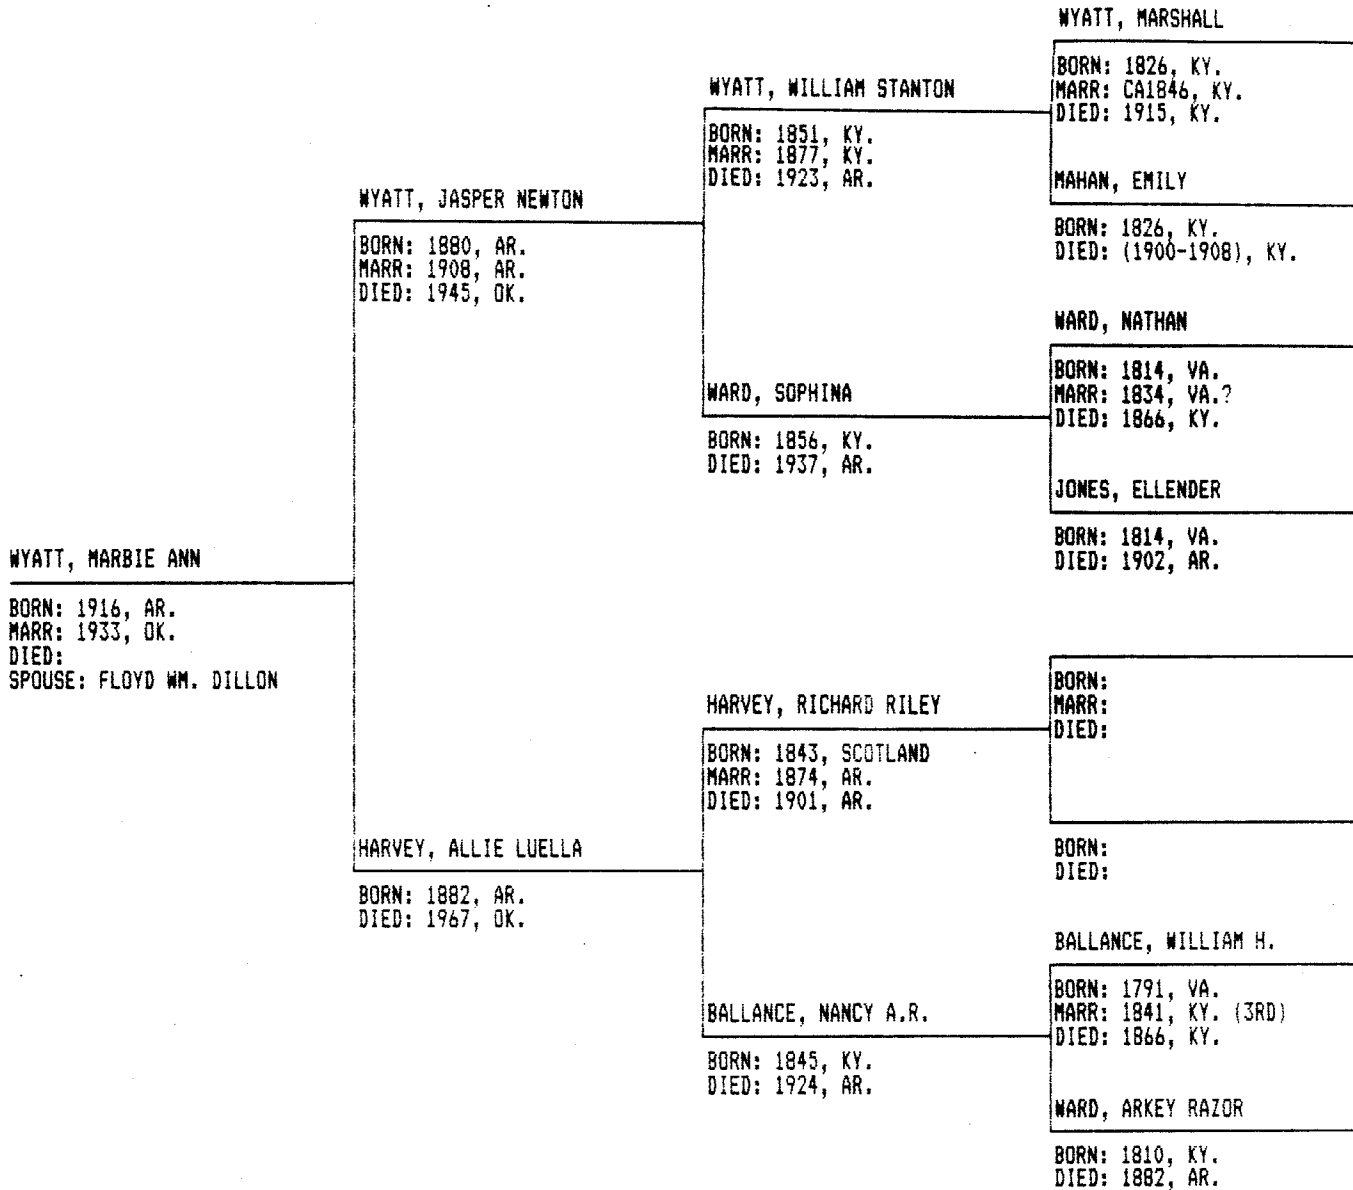 WYATT, MARSHALL
BORN: 1826, KY.
MARR: CA1846, KY.
DIED: 1915, KY.
WYATT, WILLIAM STANTON
BORN: 1851, KY.
MARR: 1877, KY.
DIED: 1923, AR.
MAHAN, EMILY
BORN: 1826, KY.
DIED: (1900-1908), KY.
WYATT, JASPER NEWTON
BORN: 1880, AR.
MARR: 1908, AR.
DIED: 1945, OK.
WARD, NATHAN
BORN: 1814, VA.
MARR: 1834, VA.?
DIED: 1866, KY.
WARD, SOPHINA
BORN: 1856, KY.
DIED: 1937, AR.
JONES, ELLENDER
BORN: 1814, VA.
DIED: 1902, AR.
WYATT, MARBIE ANN
BORN: 1916, AR.
MARR: 1933, OK.
DIED:
SPOUSE: FLOYD WM. DILLON
BORN:
MARR:
DIED:
HARVEY, RICHARD RILEY
BORN: 1843, SCOTLAND
MARR: 1874, AR.
DIED: 1901, AR.
BORN:
DIED:
HARVEY, ALLIE LUELLA
BORN: 1882, AR.
DIED: 1967, OK.
BALLANCE, WILLIAM H.
BORN: 1791, VA.
MARR: 1841, KY. (3RD)
DIED: 1866, KY.
BALLANCE, NANCY A.R.
BORN: 1845, KY.
DIED: 1924, AR.
WARD, ARKEY RAZOR
BORN: 1810, KY.
DIED: 1882, AR.